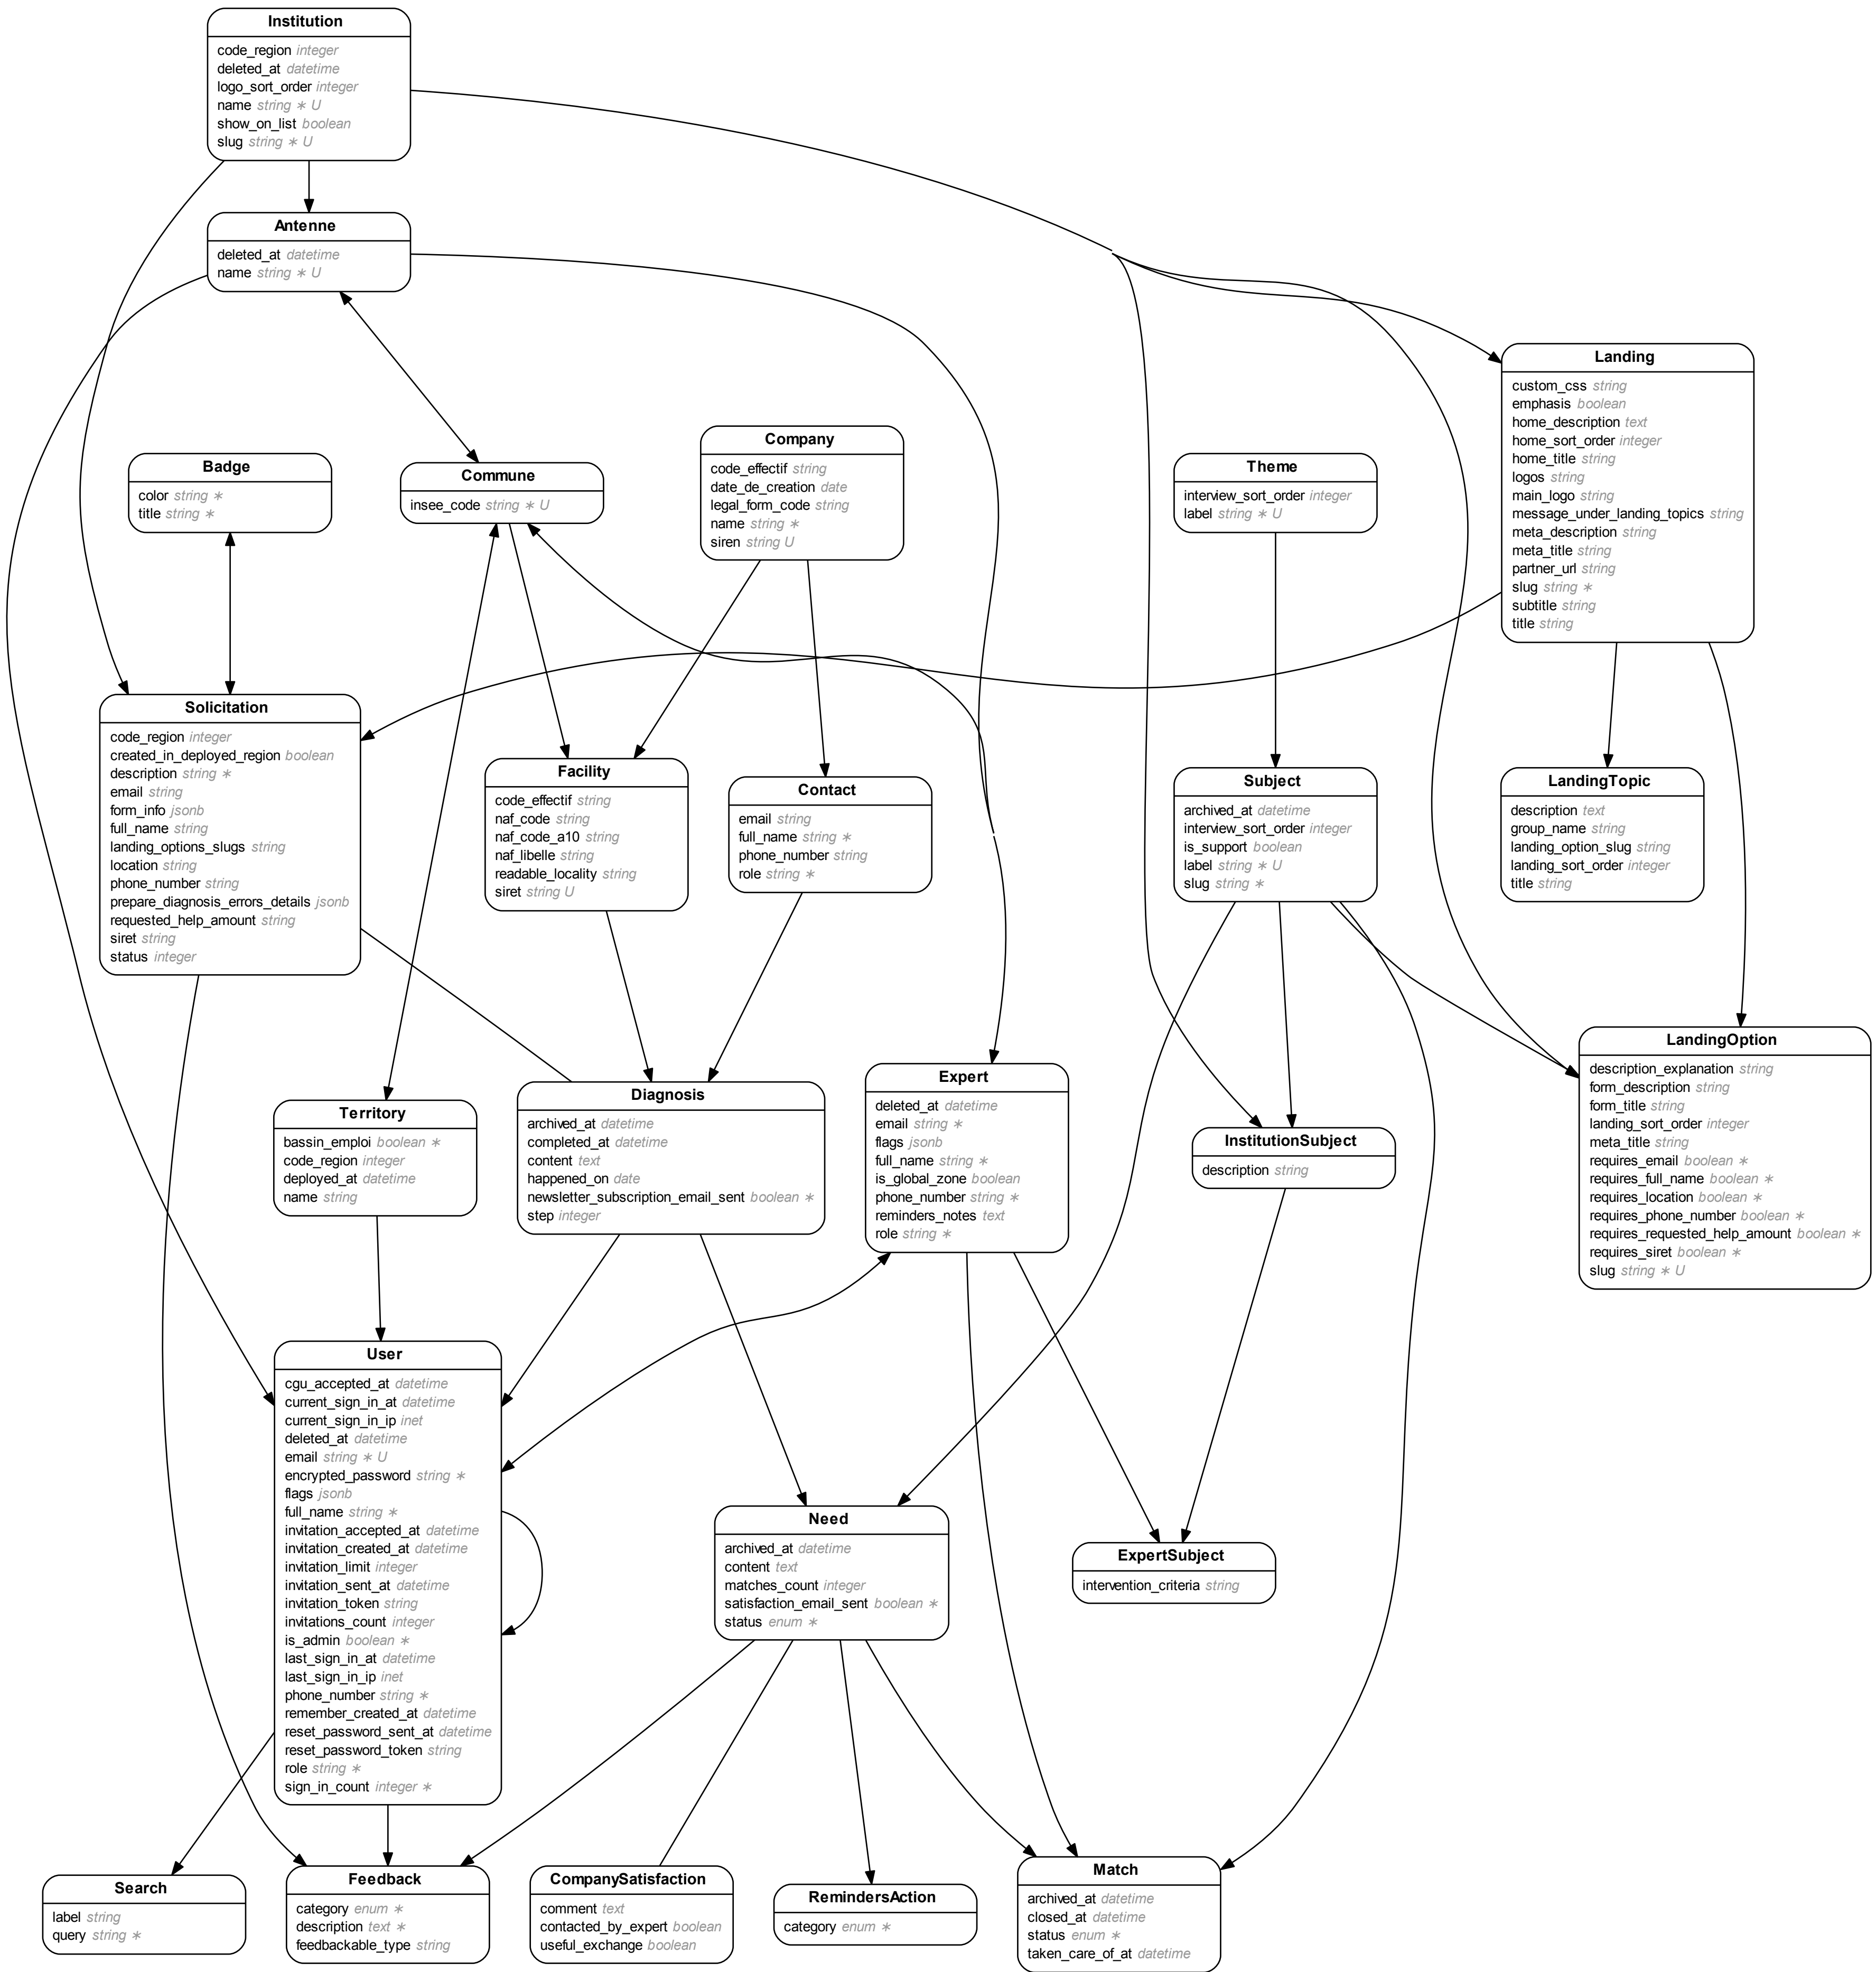 Institution
code_region integer
deleted_at datetime
logo_sort_order integer
name string ∗ U
show_on_list boolean
slug string ∗ U
Antenne
deleted_at datetime
name string ∗ U
Landing
custom_css string
emphasis boolean
home_description text
home_sort_order integer
home_title string
logos string
main_logo string
message_under_landing_topics string
meta_description string
meta_title string
partner_url string
slug string ∗
subtitle string
title string
Badge
color string ∗
title string ∗
Commune
insee_code string ∗ U
Company
code_effectif string
date_de_creation date
legal_form_code string
name string ∗
siren string U
Theme
interview_sort_order integer
label string ∗ U
Solicitation
code_region integer
created_in_deployed_region boolean
description string ∗
email string
form_info jsonb
full_name string
landing_options_slugs string
location string
phone_number string
prepare_diagnosis_errors_details jsonb
requested_help_amount string
siret string
status integer
Facility
code_effectif string
naf_code string
naf_code_a10 string
naf_libelle string
readable_locality string
siret string U
Contact
email string
full_name string ∗
phone_number string
role string ∗
Subject
archived_at datetime
interview_sort_order integer
is_support boolean
label string ∗ U
slug string ∗
LandingTopic
description text
group_name string
landing_option_slug string
landing_sort_order integer
title string
LandingOption
description_explanation string
form_description string
form_title string
landing_sort_order integer
meta_title string
requires_email boolean ∗
requires_full_name boolean ∗
requires_location boolean ∗
requires_phone_number boolean ∗
requires_requested_help_amount boolean ∗
requires_siret boolean ∗
slug string ∗ U
Territory
bassin_emploi boolean ∗
code_region integer
deployed_at datetime
name string
Diagnosis
archived_at datetime
completed_at datetime
content text
happened_on date
newsletter_subscription_email_sent boolean ∗
step integer
Expert
deleted_at datetime
email string ∗
flags jsonb
full_name string ∗
is_global_zone boolean
phone_number string ∗
reminders_notes text
role string ∗
InstitutionSubject
description string
User
cgu_accepted_at datetime
current_sign_in_at datetime
current_sign_in_ip inet
deleted_at datetime
email string ∗ U
encrypted_password string ∗
flags jsonb
full_name string ∗
invitation_accepted_at datetime
invitation_created_at datetime
invitation_limit integer
invitation_sent_at datetime
invitation_token string
invitations_count integer
is_admin boolean ∗
last_sign_in_at datetime
last_sign_in_ip inet
phone_number string ∗
remember_created_at datetime
reset_password_sent_at datetime
reset_password_token string
role string ∗
sign_in_count integer ∗
Need
archived_at datetime
content text
matches_count integer
satisfaction_email_sent boolean ∗
status enum ∗
ExpertSubject
intervention_criteria string
Search
label string
query string ∗
Feedback
category enum ∗
description text ∗
feedbackable_type string
CompanySatisfaction
comment text
contacted_by_expert boolean
useful_exchange boolean
RemindersAction
category enum ∗
Match
archived_at datetime
closed_at datetime
status enum ∗
taken_care_of_at datetime